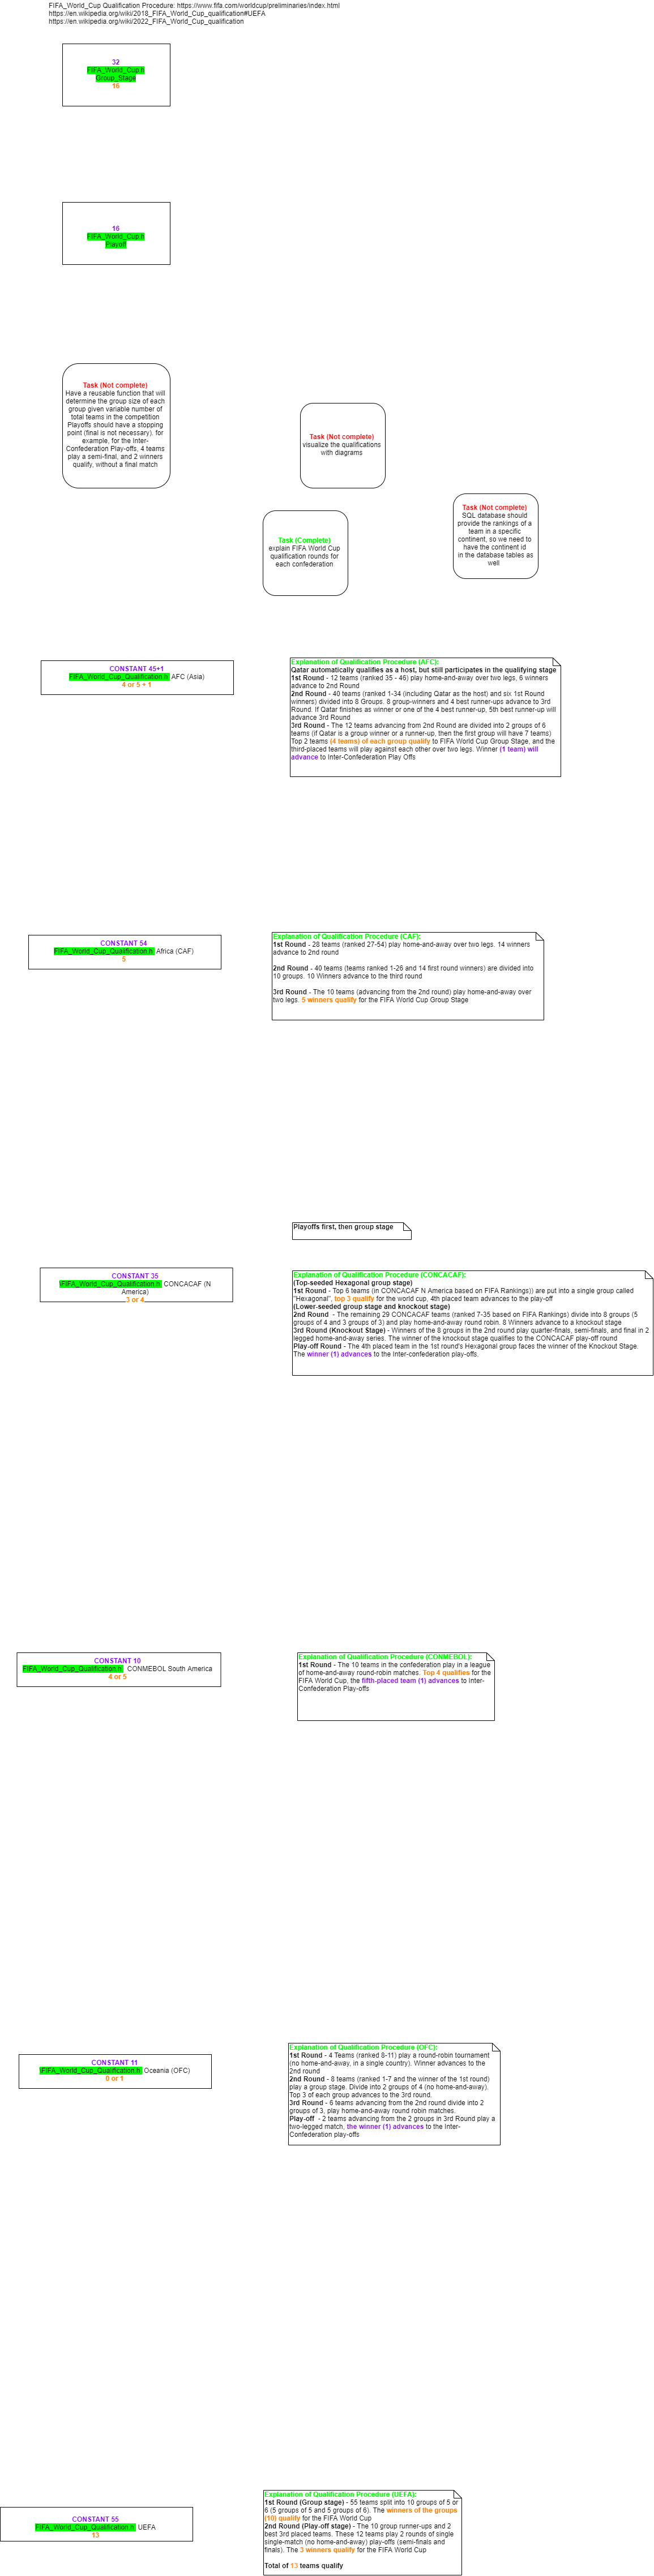 FIFA_World_Cup Qualification Procedure: https://www.fifa.com/worldcup/preliminaries/index.html
https://en.wikipedia.org/wiki/2018_FIFA_World_Cup_qualification#UEFA
https://en.wikipedia.org/wiki/2022_FIFA_World_Cup_qualification
32
FIFA_World_Cup.h
Group_Stage
16
16
FIFA_World_Cup.h
Playoff
Task (Not complete)
Have a reusable function that will
determine the group size of each
group given variable number of
total teams in the competition
Playoffs should have a stopping
point (final is not necessary). for
example, for the Inter-
Confederation Play-offs, 4 teams
play a semi-final, and 2 winners
qualify, without a final match
Task (Not complete)
visualize the qualifications
with diagrams
Task (Not complete)
SQL database should
provide the rankings of a
team in a specific
continent, so we need to
have the continent id
in the database tables as
well
Task (Complete)
explain FIFA World Cup
qualification rounds for
each confederation
CONSTANT 45+1
FIFA_World_Cup_Qualification.h AFC (Asia)
4 or 5 + 1
Explanation of Qualification Procedure (AFC):
Qatar automatically qualifies as a host, but still participates in the qualifying stage
1st Round - 12 teams (ranked 35 - 46) play home-and-away over two legs, 6 winners
advance to 2nd Round
2nd Round - 40 teams (ranked 1-34 (including Qatar as the host) and six 1st Round
winners) divided into 8 Groups. 8 group-winners and 4 best runner-ups advance to 3rd
Round. If Qatar finishes as winner or one of the 4 best runner-up, 5th best runner-up will
advance 3rd Round
3rd Round - The 12 teams advancing from 2nd Round are divided into 2 groups of 6
teams (if Qatar is a group winner or a runner-up, then the first group will have 7 teams)
Top 2 teams (4 teams) of each group qualify to FIFA World Cup Group Stage, and the
third-placed teams will play against each other over two legs. Winner (1 team) will
advance to Inter-Confederation Play Offs
CONSTANT 54
FIFA_World_Cup_Qualification.h Africa (CAF)
5
Explanation of Qualification Procedure (CAF):
1st Round - 28 teams (ranked 27-54) play home-and-away over two legs. 14 winners
advance to 2nd round
2nd Round - 40 teams (teams ranked 1-26 and 14 first round winners) are divided into
10 groups. 10 Winners advance to the third round
3rd Round - The 10 teams (advancing from the 2nd round) play home-and-away over
two legs. 5 winners qualify for the FIFA World Cup Group Stage
Playoffs first, then group stage
CONSTANT 35
\FIFA_World_Cup_Qualification.h CONCACAF (N
America)
3 or 4
Explanation of Qualification Procedure (CONCACAF):
(Top-seeded Hexagonal group stage)
1st Round - Top 6 teams (in CONCACAF N America based on FIFA Rankings)) are put into a single group called
"Hexagonal", top 3 qualify for the world cup, 4th placed team advances to the play-off
(Lower-seeded group stage and knockout stage)
2nd Round - The remaining 29 CONCACAF teams (ranked 7-35 based on FIFA Rankings) divide into 8 groups (5
groups of 4 and 3 groups of 3) and play home-and-away round robin. 8 Winners advance to a knockout stage
3rd Round (Knockout Stage) - Winners of the 8 groups in the 2nd round play quarter-finals, semi-finals, and final in 2
legged home-and-away series. The winner of the knockout stage qualifies to the CONCACAF play-off round
Play-off Round - The 4th placed team in the 1st round's Hexagonal group faces the winner of the Knockout Stage.
The winner (1) advances to the Inter-confederation play-offs.
CONSTANT 10
FIFA_World_Cup_Qualification.h CONMEBOL South America
4 or 5
Explanation of Qualification Procedure (CONMEBOL):
1st Round - The 10 teams in the confederation play in a league
of home-and-away round-robin matches. Top 4 qualifies for the
FIFA World Cup, the fifth-placed team (1) advances to Inter-
Confederation Play-offs
CONSTANT 11
\FIFA_World_Cup_Qualification.h Oceania (OFC)
0 or 1
Explanation of Qualification Procedure (OFC):
1st Round - 4 Teams (ranked 8-11) play a round-robin tournament
(no home-and-away, in a single country). Winner advances to the
2nd round
2nd Round - 8 teams (ranked 1-7 and the winner of the 1st round)
play a group stage. Divide into 2 groups of 4 (no home-and-away).
Top 3 of each group advances to the 3rd round.
3rd Round - 6 teams advancing from the 2nd round divide into 2
groups of 3, play home-and-away round robin matches.
Play-off - 2 teams advancing from the 2 groups in 3rd Round play a
two-legged match, the winner (1) advances to the Inter-
Confederation play-offs
CONSTANT 55
FIFA_World_Cup_Qualification.h UEFA
13
Explanation of Qualification Procedure (UEFA):
1st Round (Group stage) - 55 teams split into 10 groups of 5 or
6 (5 groups of 5 and 5 groups of 6). The winners of the groups
(10) qualify for the FIFA World Cup
2nd Round (Play-off stage) - The 10 group runner-ups and 2
best 3rd placed teams. These 12 teams play 2 rounds of single
single-match (no home-and-away) play-offs (semi-finals and
finals). The 3 winners qualify for the FIFA World Cup
Total of 13 teams qualify